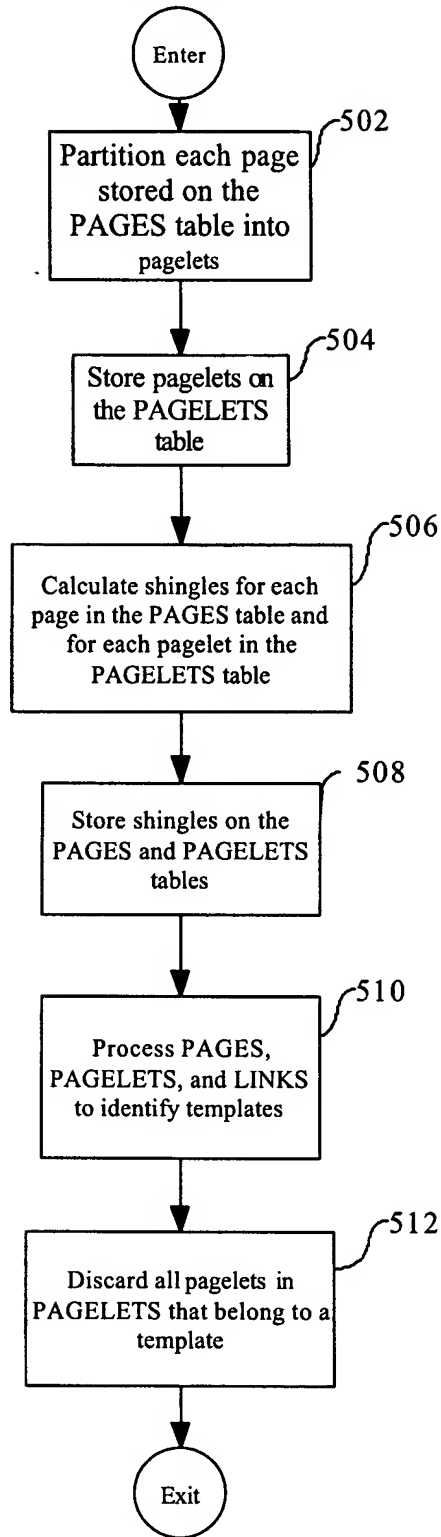 Enter
502
Partition each page
stored on the
PAGES table into
pagelets
504
Store pagelets on
the PAGELETS
table
506
Calculate shingles for each
page in the PAGES table and
for each pagelet in the
PAGELETS table
508
Store shingles on the
PAGES and PAGELETS
tables
510
Process PAGES,
PAGELETS, and LINKS
to identify templates
512
Discard all pagelets in
PAGELETS that belong to a
template
Exit